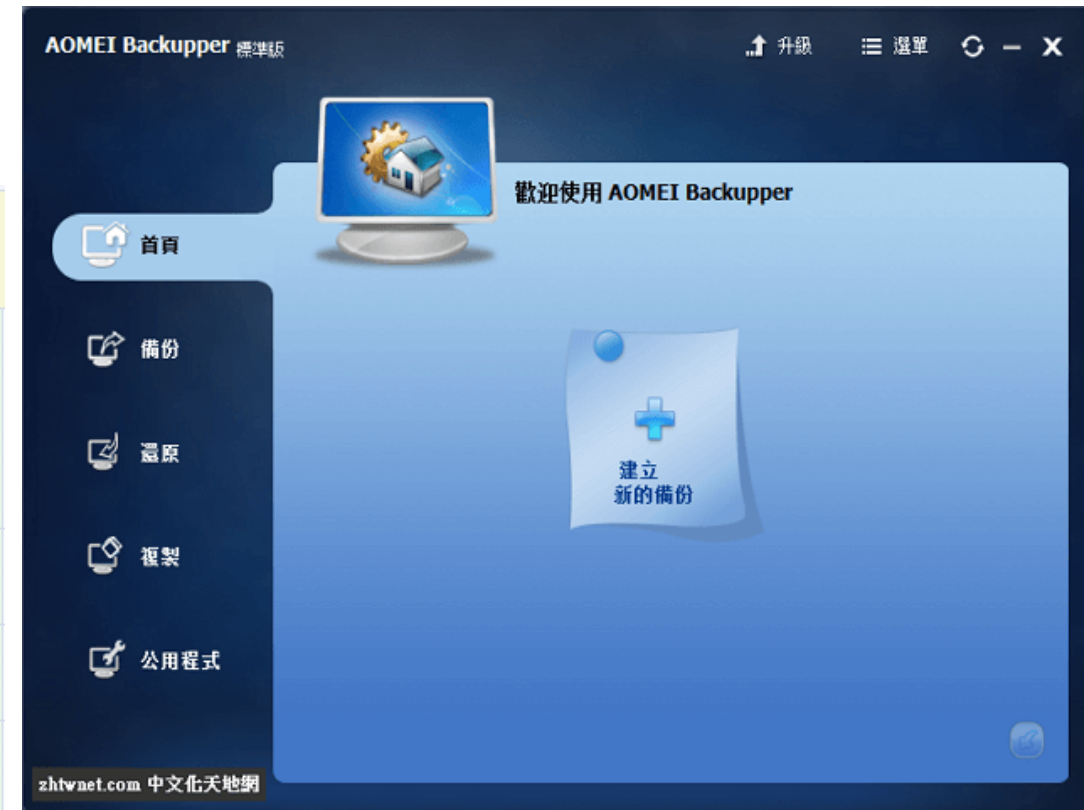 AOMEI Backupper 標準版
升級
選單
歡迎使用 AOMEI Backupper
首頁
備份
還原
複製
公用程式
建立
新的備份
zhtwnet.com 中文化天地網